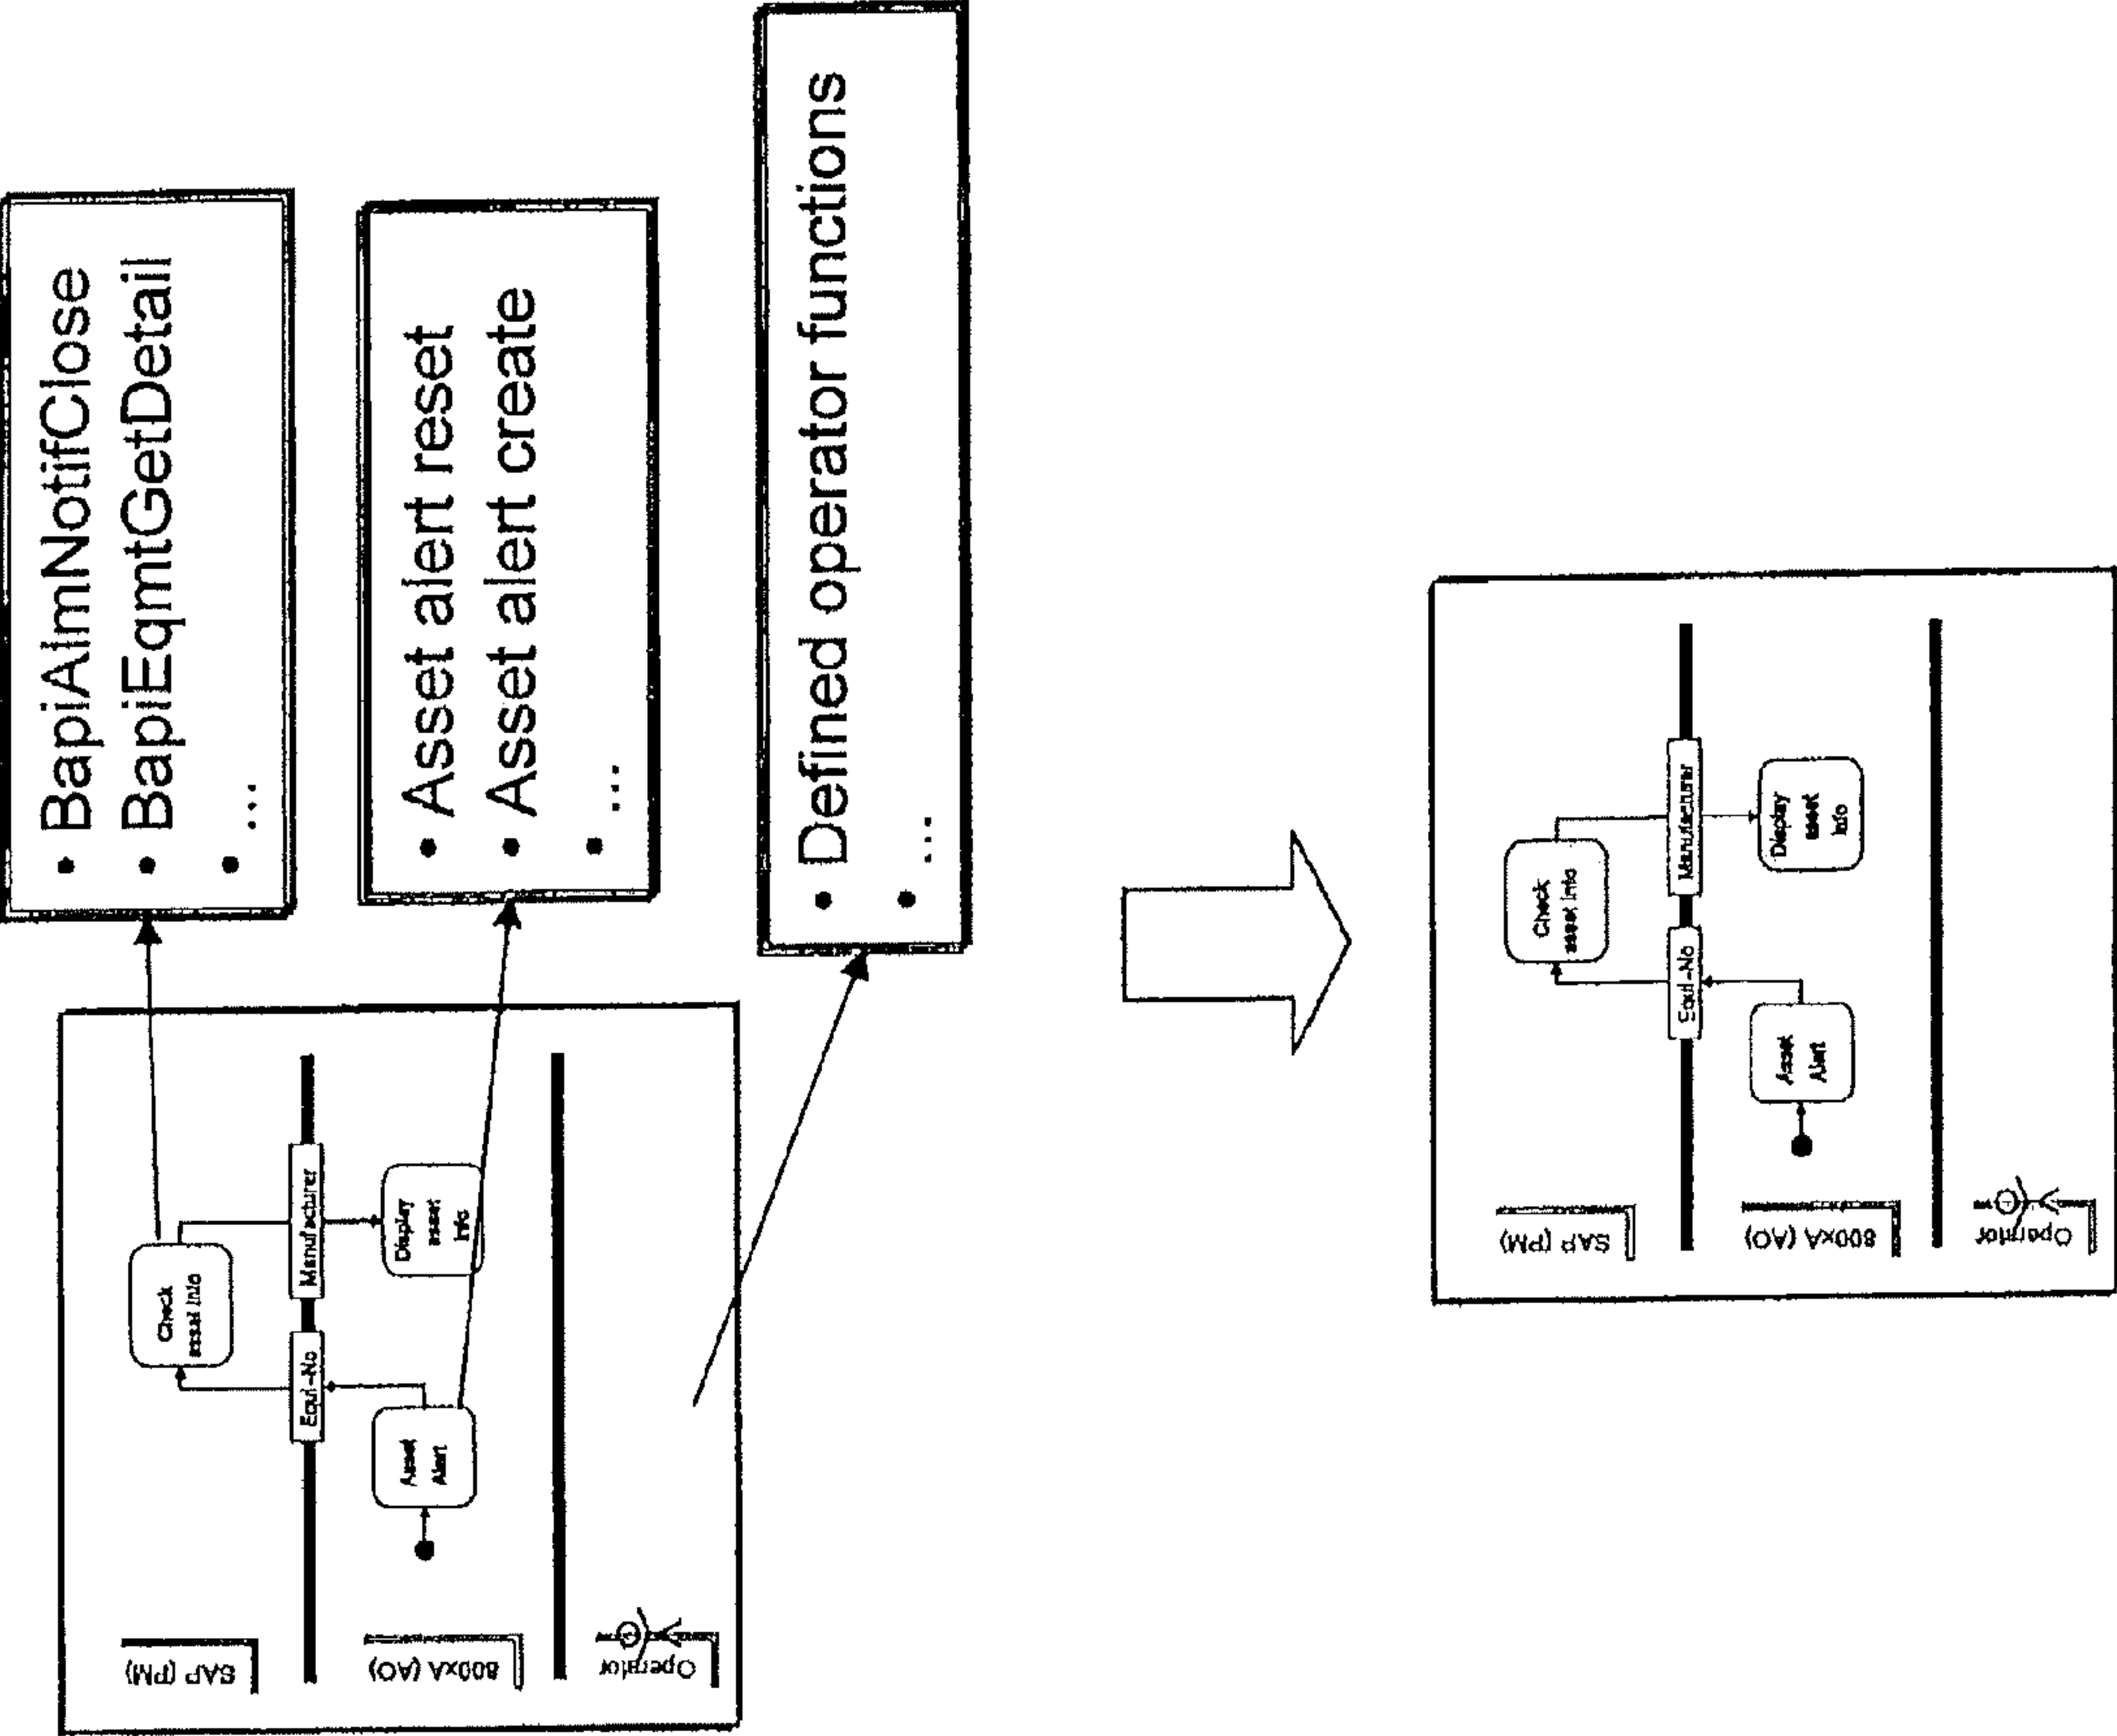 • BapiAlmNotifClose
• BapiEqmtGetDetail
• ...
• Asset alert reset
• Asset alert create
• ...
• Defined operator functions
• ...
SAP (PM)
Check
asset info
Equi-No
Manufacturer
800xA (AO)
Asset
Alert
Display
asset
info
Operator
SAP (PM)
Check
asset info
Equi-No
Manufacturer
800xA (AO)
Asset
Alert
Display
asset
info
Operator